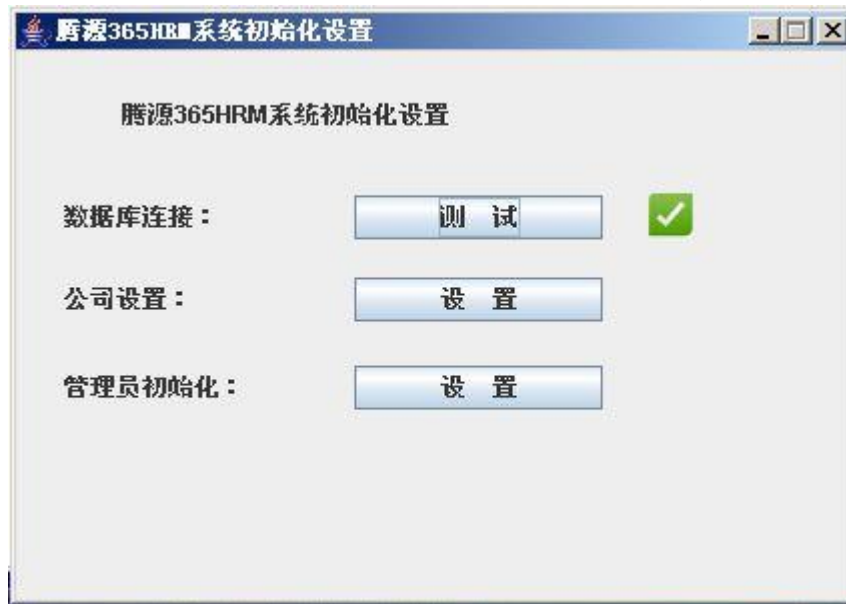 腾源365HRM系统初始化设置
腾源365HRM系统初始化设置
数据库连接：
测 试
公司设置：
设 置
管理员初始化：
设 置